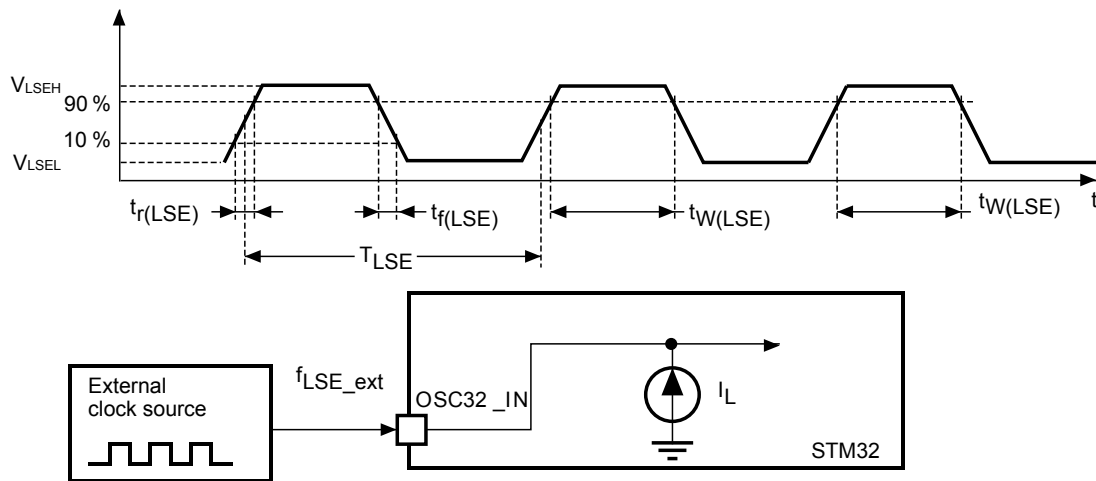 VLSEH
90 %
10 %
VLSEL
tr(LSE) tf(LSE) tW(LSE) tW(LSE) t
TLSE
External
clock source
fLSE_ext
OSC32_IN
IL
STM32